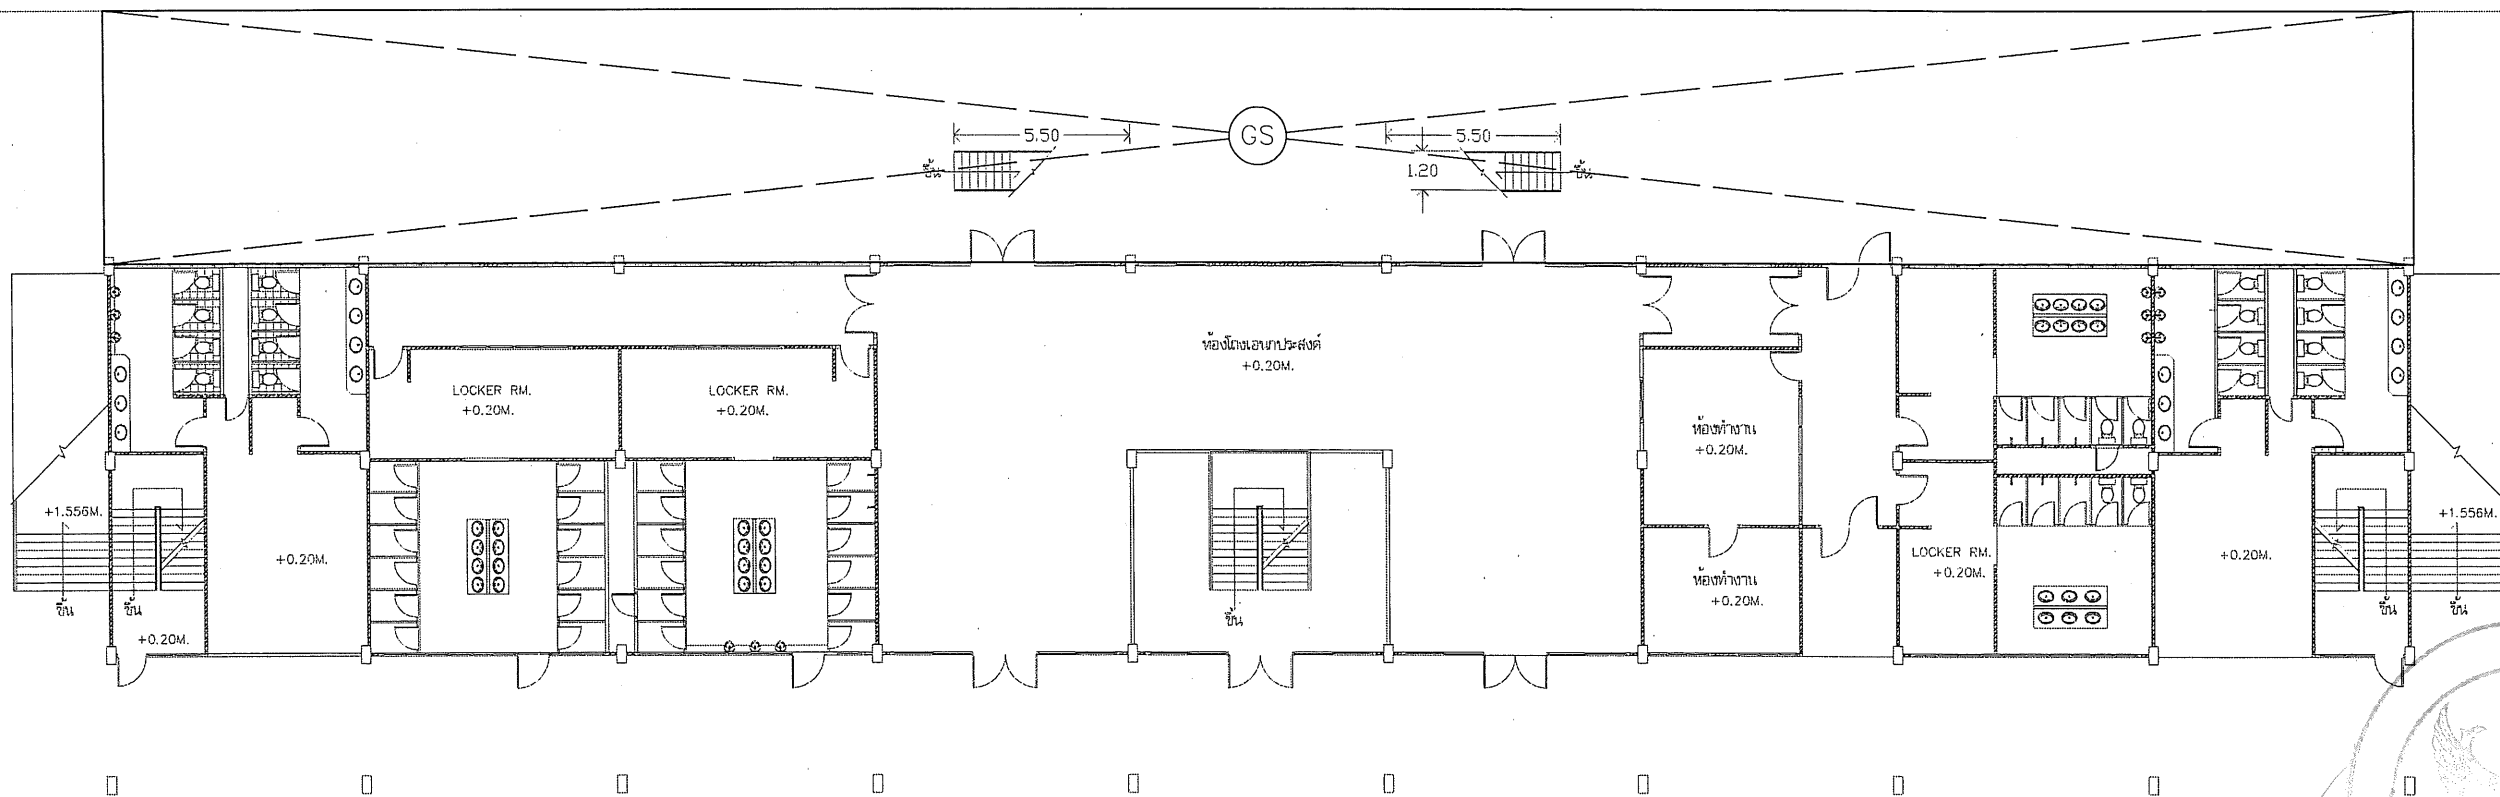 GS
5.50
5.50
ขึ้น
1.20
ขึ้น
ห้องโถงเอนกประสงค์
+0.20M.
LOCKER RM.
+0.20M.
LOCKER RM.
+0.20M.
ห้องทำงาน
+0.20M.
+1.556M.
+0.20M.
ขึ้น
ขึ้น
+0.20M.
ขึ้น
ห้องทำงาน
+0.20M.
LOCKER RM.
+0.20M.
+0.20M.
+1.556M.
ขึ้น
ขึ้น